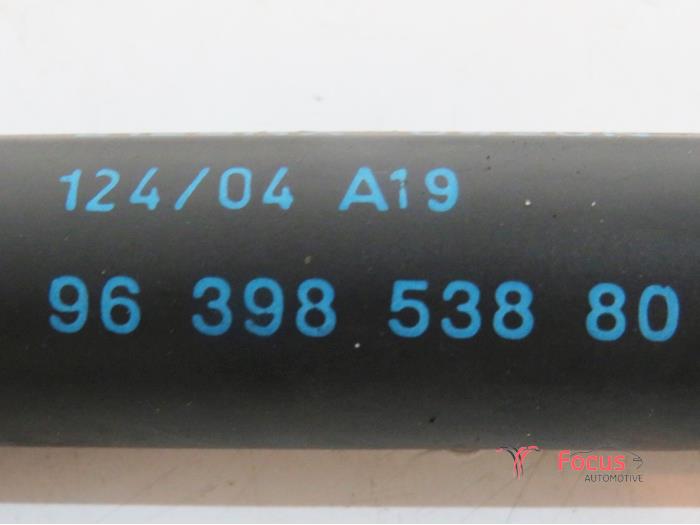 124/04 A19
96 398 538 80
Focus
AUTOMOTIVE